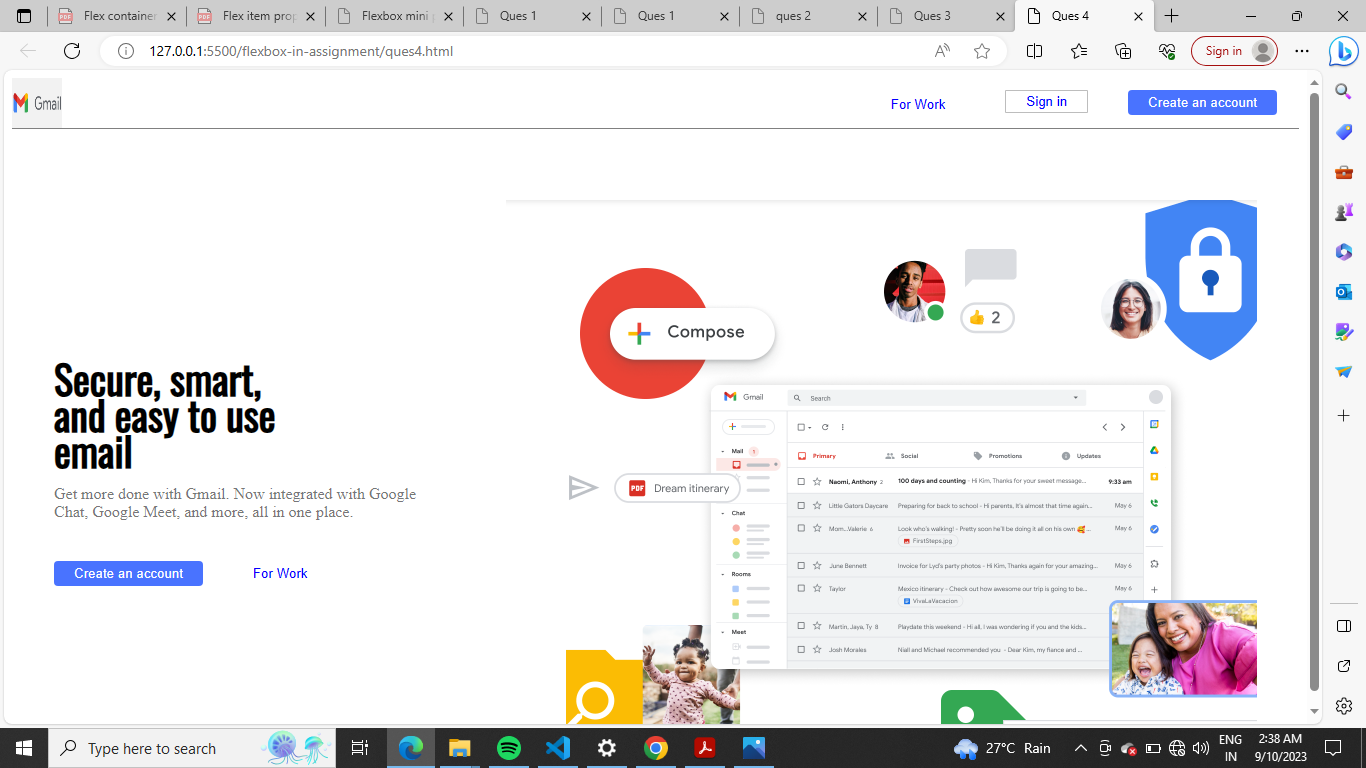 Flex container
Flex item prop
Flexbox mini
Ques 1
Ques 1
ques 2
Ques 3
Ques 4
127.0.0.1:5500/flexbox-in-assignment/ques4.html
Sign in
Gmail
For Work
Sign in
Create an account
Compose
2
Secure, smart,
and easy to use
email
Get more done with Gmail. Now integrated with Google
Chat, Google Meet, and more, all in one place.
Create an account
For Work
Gmail
Search
Mail 1
Primary
Social
Promotions
Updates
PDF Dream itinerary
Naomi, Anthony 2 100 days and counting - Hi Kim, Thanks for your sweet message... 9:33 am
Little Gators Daycare Preparing for back to school - Hi parents, It's almost that time again... May 6
Mom...Valerie 6 Look who's walking! - Pretty soon he'll be doing it all on his own 🥰 ... May 6
FirstSteps.jpg
June Bennett Invoice for Lyd's party photos - Hi Kim, Thanks again for your amazing... May 6
Taylor Mexico itinerary - Check out how awesome our trip is going to be... May 6
VivaLaVacacion
Martin, Jaya, Ty 8 Playdate this weekend - Hi all, I was wondering if you and the kids...
Josh Morales Niall and Michael recommended you - Dear Kim, my fiance and ...
Chat
Rooms
Meet
Type here to search
27°C Rain
ENG
IN
2:38 AM
9/10/2023